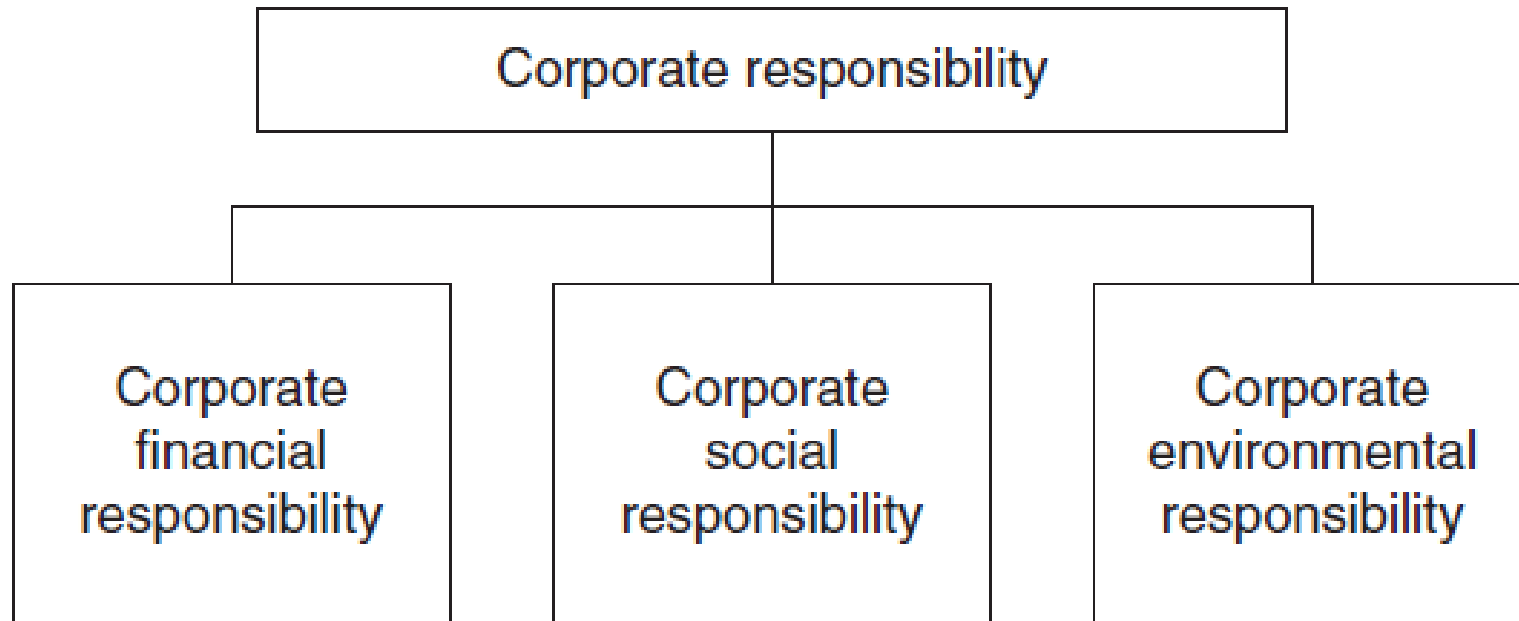 Corporate responsibility
Corporate
financial
responsibility
Corporate
social
responsibility
Corporate
environmental
responsibility